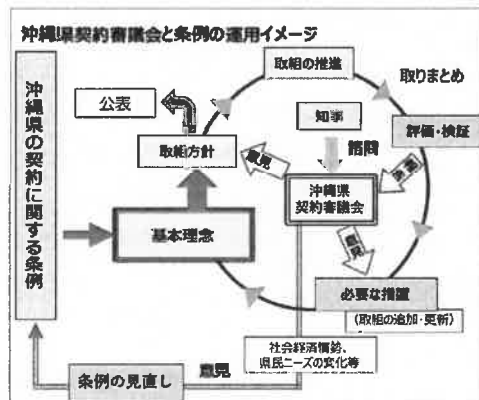 沖縄県契約審議会と条例の運用イメージ
取組の推進
取りまとめ
公表
知事
評価・検証
諮問
取組方針
意見
沖縄県
契約審議会
沖縄県の契約に関する条例
基本理念
意見
必要な措置
(取組の追加・更新)
社会経済情勢、
県民ニーズの変化等
意見
条例の見直し